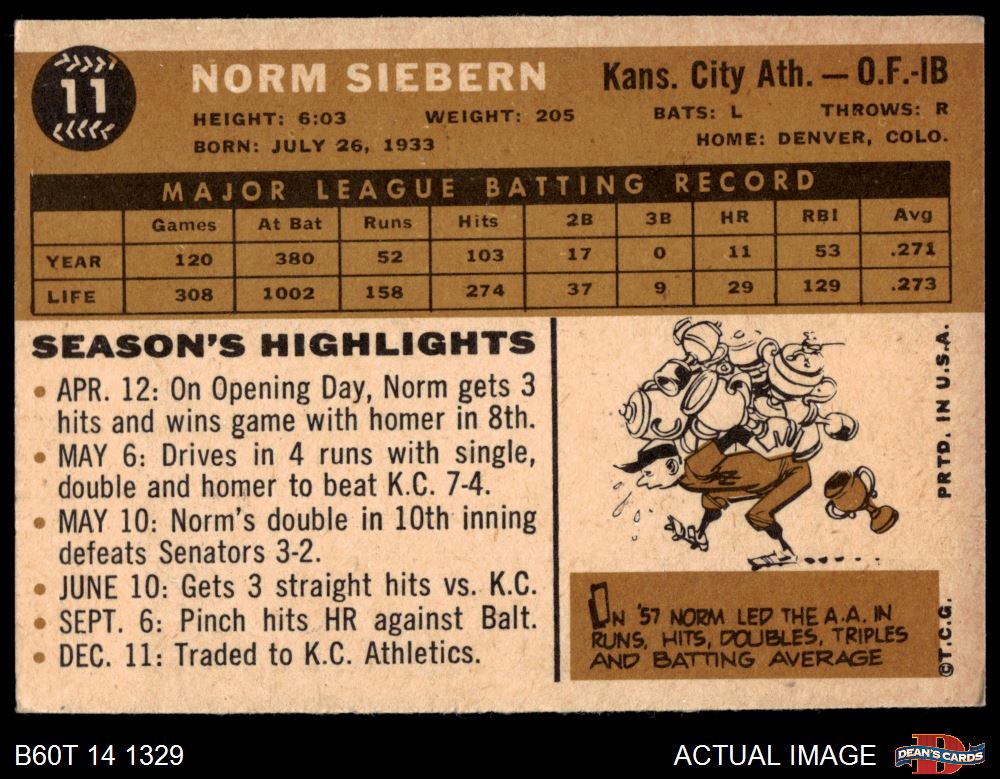 11
NORM SIEBERN
Kans. City Ath. — O.F.-IB
HEIGHT: 6:03 WEIGHT: 205 BATS: L THROWS: R
BORN: JULY 26, 1933 HOME: DENVER, COLO.
MAJOR LEAGUE BATTING RECORD
Games At Bat Runs Hits 2B 3B HR RBI Avg
YEAR 120 380 52 103 17 0 11 53 .271
LIFE 308 1002 158 274 37 9 29 129 .273
SEASON'S HIGHLIGHTS
• APR. 12: On Opening Day, Norm gets 3
hits and wins game with homer in 8th.
• MAY 6: Drives in 4 runs with single,
double and homer to beat K.C. 7-4.
• MAY 10: Norm's double in 10th inning
defeats Senators 3-2.
• JUNE 10: Gets 3 straight hits vs. K.C.
• SEPT. 6: Pinch hits HR against Balt.
• DEC. 11: Traded to K.C. Athletics.
IN '57 NORM LED THE A.A. IN
RUNS, HITS, DOUBLES, TRIPLES
AND BATTING AVERAGE
©T.C.G. PRTD. IN U.S.A.
B60T 14 1329
ACTUAL IMAGE
DEAN'S CARDS